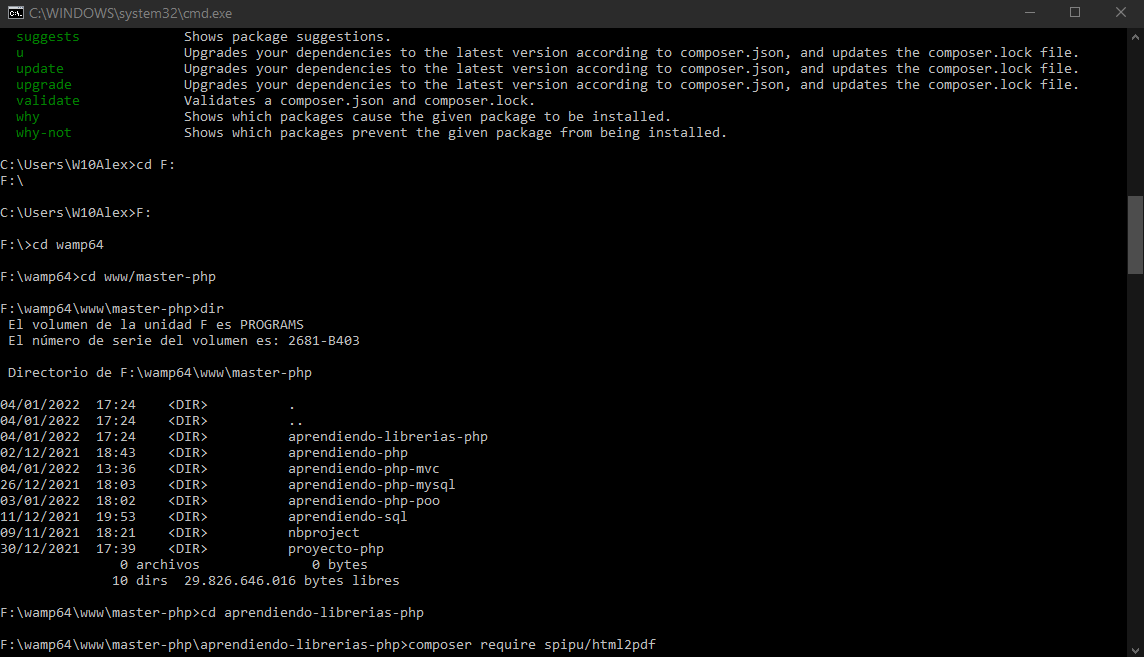 C:\WINDOWS\system32\cmd.exe
suggests Shows package suggestions.
u Upgrades your dependencies to the latest version according to composer.json, and updates the composer.lock file.
update Upgrades your dependencies to the latest version according to composer.json, and updates the composer.lock file.
upgrade Upgrades your dependencies to the latest version according to composer.json, and updates the composer.lock file.
validate Validates a composer.json and composer.lock.
why Shows which packages cause the given package to be installed.
why-not Shows which packages prevent the given package from being installed.
C:\Users\W10Alex>cd F:
F:\
C:\Users\W10Alex>F:
F:\>cd wamp64
F:\wamp64>cd www/master-php
F:\wamp64\www\master-php>dir
El volumen de la unidad F es PROGRAMS
El número de serie del volumen es: 2681-B403
Directorio de F:\wamp64\www\master-php
04/01/2022 17:24 <DIR> .
04/01/2022 17:24 <DIR> ..
04/01/2022 17:24 <DIR> aprendiendo-librerias-php
02/12/2021 18:43 <DIR> aprendiendo-php
04/01/2022 13:36 <DIR> aprendiendo-php-mvc
26/12/2021 18:03 <DIR> aprendiendo-php-mysql
03/01/2022 18:02 <DIR> aprendiendo-php-poo
11/12/2021 19:53 <DIR> aprendiendo-sql
09/11/2021 18:21 <DIR> nbproject
30/12/2021 17:39 <DIR> proyecto-php
0 archivos 0 bytes
10 dirs 29.826.646.016 bytes libres
F:\wamp64\www\master-php>cd aprendiendo-librerias-php
F:\wamp64\www\master-php\aprendiendo-librerias-php>composer require spipu/html2pdf